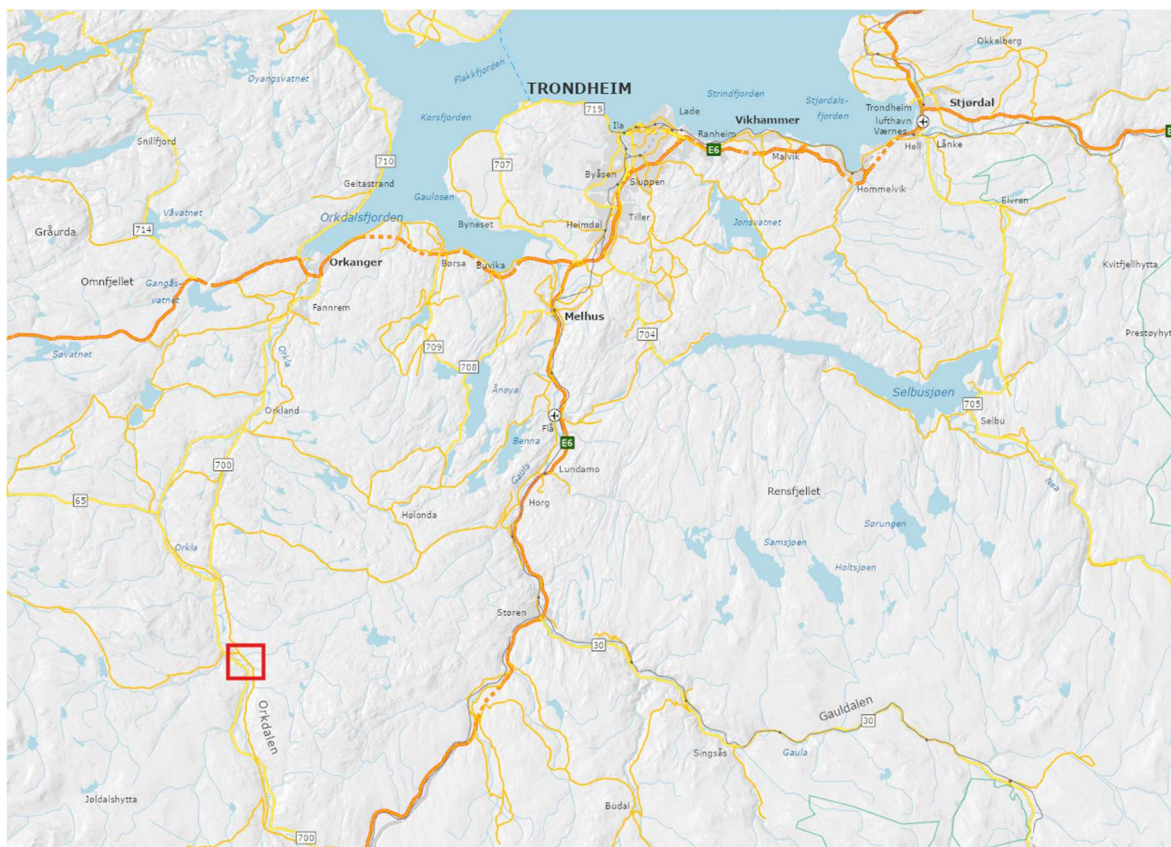 Okkelberg
Øyangsvatnet
Flakkfjorden
TRONDHEIM
715
Strindfjorden
Stjørdals-
fjorden
Trondheim
lufthavn
Værnes
Stjørdal
Korsfjorden
Lade
Ila
Ranheim
Vikhammer
E6
Malvik
Hell
Lånke
Snillfjord
710
Geitastrand
707
Gaulosen
Byåsen
Sluppen
Hommelvik
Elvran
Våvatnet
714
Orkdalsfjorden
Byneset
Heimdal
Tiller
Jonsvatnet
Gråurda
Omnfjellet
Gangås-
vatnet
Orkanger
Børsa
Buvika
Kvitfjellhytta
Fannrem
Melhus
704
Prestøyhyt
Søvatnet
Orkla
709
708
Ånøya
Selbusjøen
705
Selbu
Orkland
Flå
Benna
E6
700
Gaula
Lundamo
65
Horg
Rensfjellet
Nea
Hølonda
Sørungen
Samsjøen
Holtsjøen
Orkla
Støren
30
Orkdalen
Gauldalen
30
Singsås
Gaula
Jøldalshytta
Budal
700